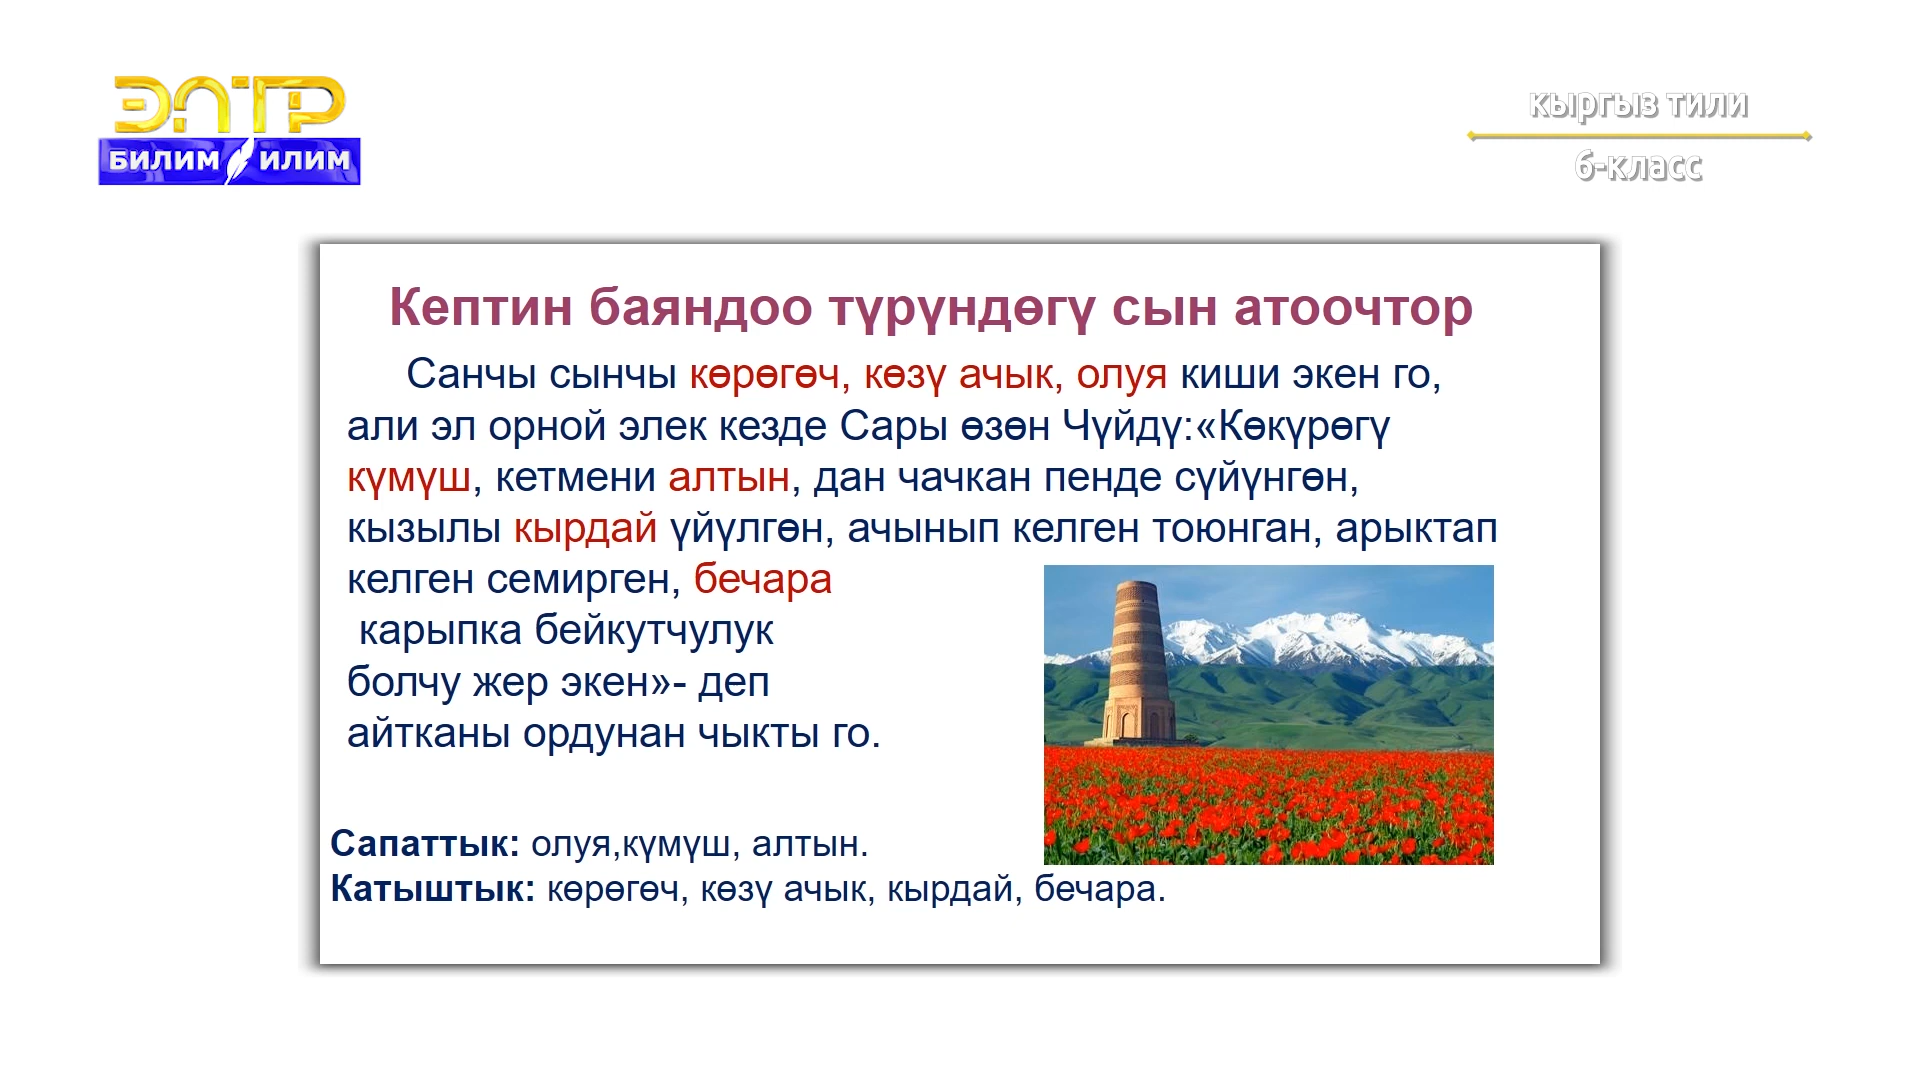 ЭЛТР
БИЛИМ ИЛИМ
кыргыз тили
6-класс
Кептин баяндоо түрүндөгү сын атоочтор
Санчы сынчы көрөгөч, көзү ачык, олуя киши экен го,
али эл орной элек кезде Сары өзөн Чүйдү:«Көкүрөгү
күмүш, кетмени алтын, дан чачкан пенде сүйүнгөн,
кызылы кырдай үйүлгөн, ачынып келген тоюнган, арыктап
келген семирген, бечара
карыпка бейкутчулук
болчу жер экен»- деп
айтканы ордунан чыкты го.
Сапаттык: олуя,күмүш, алтын.
Катыштык: көрөгөч, көзү ачык, кырдай, бечара.